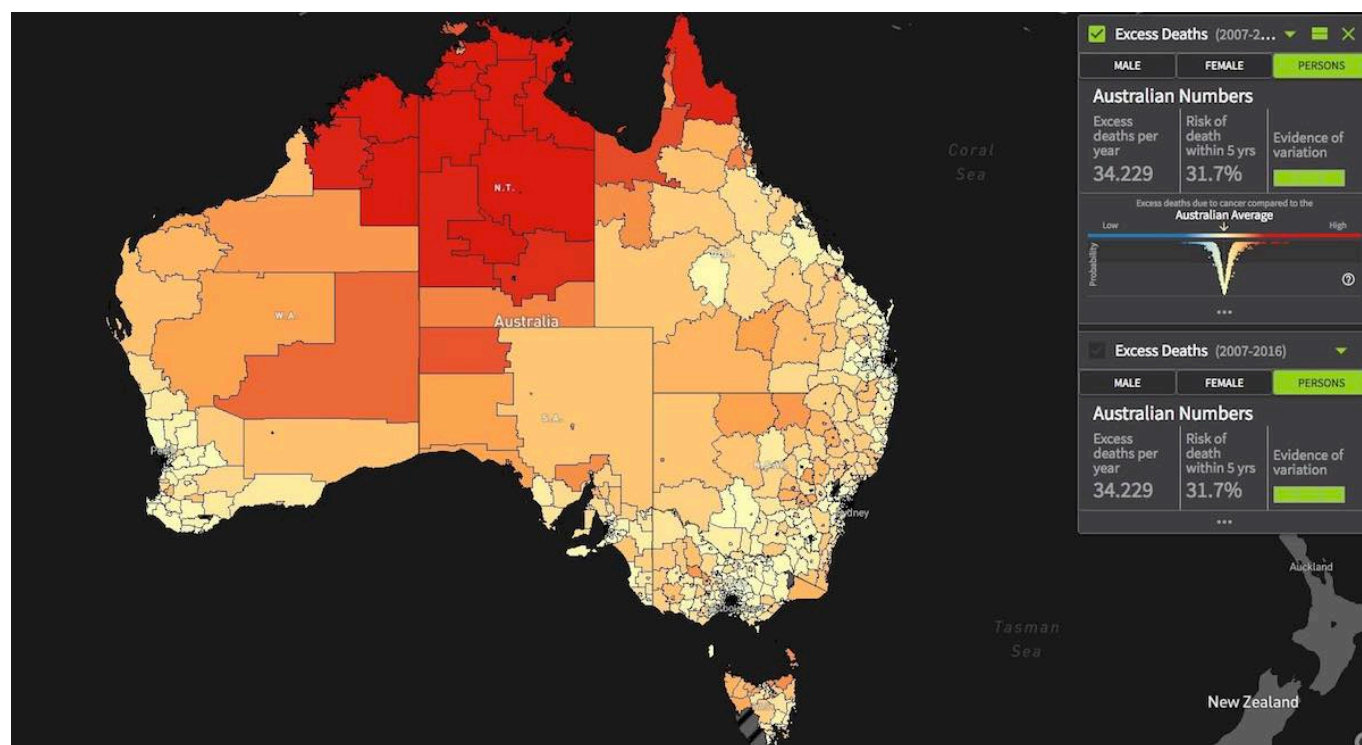 Coral
Sea
N.T.
W.A.
Australia
S.A.
Sydney
Tasman
Sea
Auckland
New Zealand
Excess Deaths (2007-2...
MALE FEMALE PERSONS
Australian Numbers
Excess deaths per year
34.229
Risk of death within 5 yrs
31.7%
Evidence of variation
Excess deaths due to cancer compared to the
Australian Average
Low High
Probability
Excess Deaths (2007-2016)
MALE FEMALE PERSONS
Australian Numbers
Excess deaths per year
34.229
Risk of death within 5 yrs
31.7%
Evidence of variation